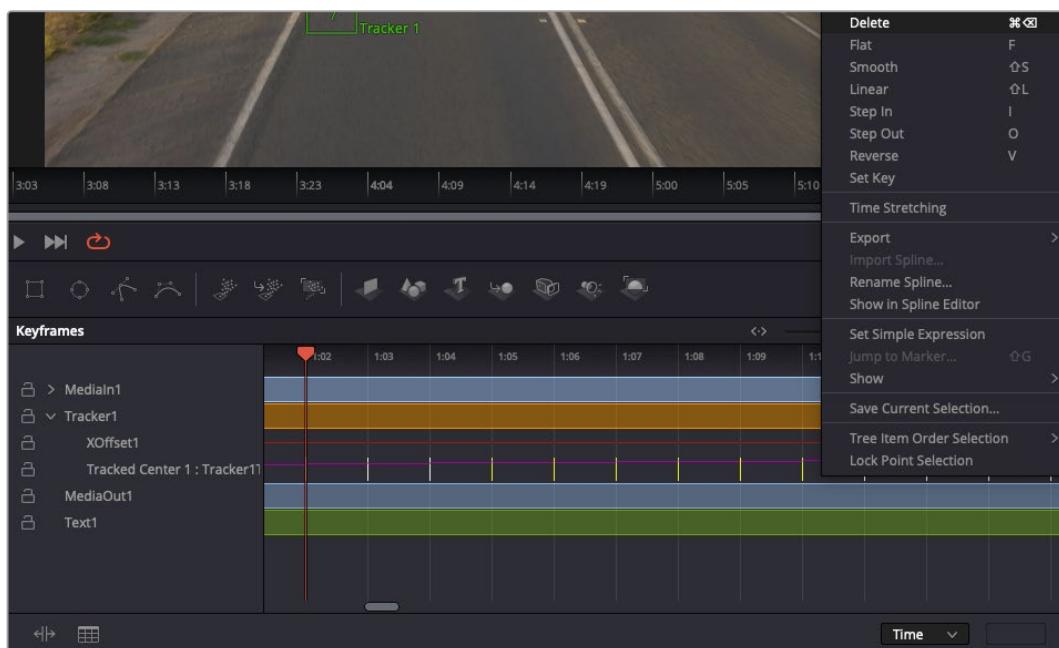 Tracker 1
Delete ⌘⌫
Flat F
Smooth ⇧S
Linear ⇧L
Step In I
Step Out O
Reverse V
Set Key
Time Stretching
Export
Import Spline...
Rename Spline...
Show in Spline Editor
Set Simple Expression
Jump to Marker... ⇧G
Show
Save Current Selection...
Tree Item Order Selection
Lock Point Selection
3:03 3:08 3:13 3:18 3:23 4:04 4:09 4:14 4:19 5:00 5:05 5:10
Keyframes
1:02 1:03 1:04 1:05 1:06 1:07 1:08 1:09
MediaIn1
Tracker1
XOffset1
Tracked Center 1 : Tracker1
MediaOut1
Text1
Time